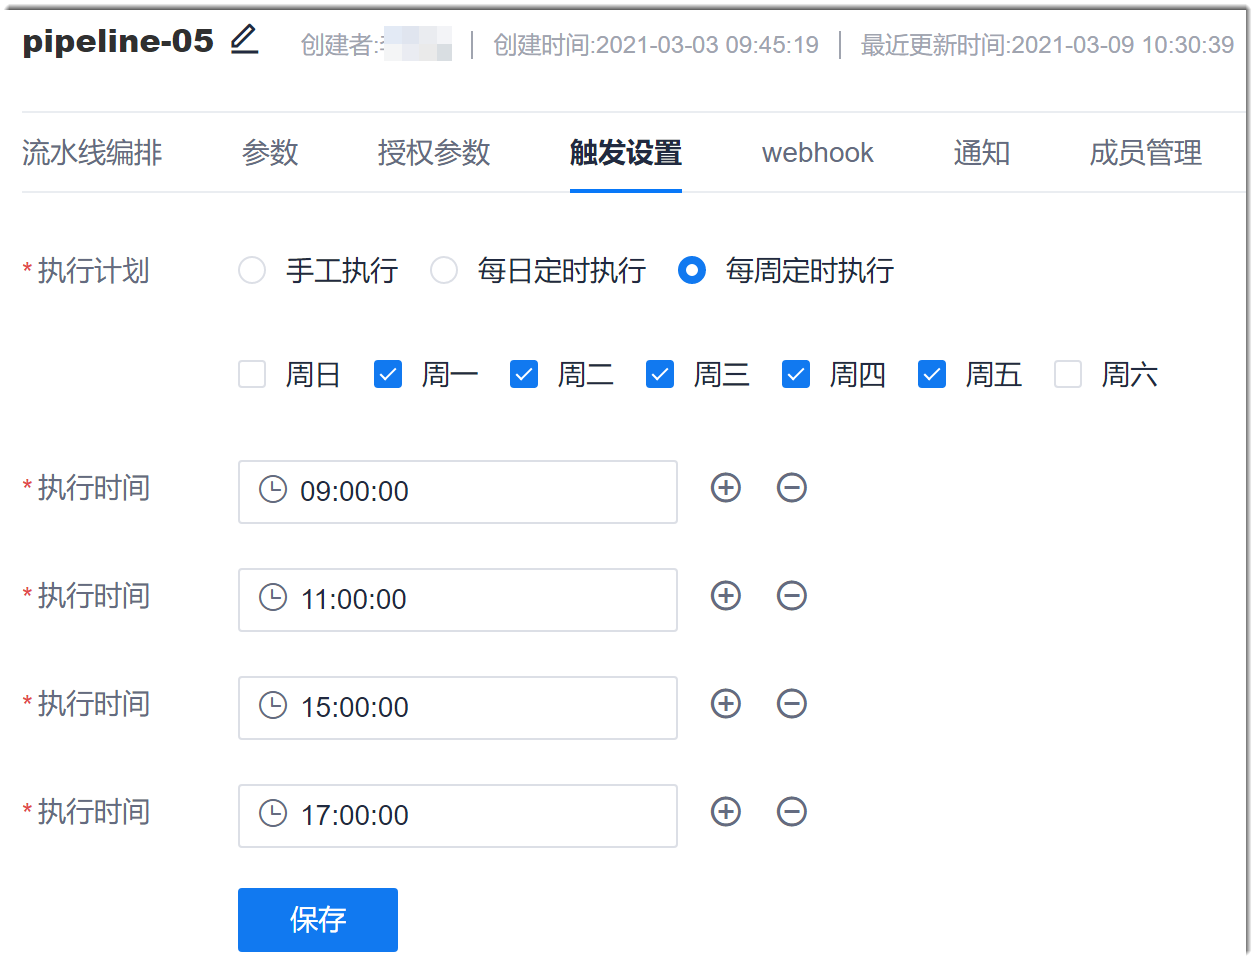 pipeline-05 创建者: 创建时间:2021-03-03 09:45:19 最近更新时间:2021-03-09 10:30:39
流水线编排 参数 授权参数 触发设置 webhook 通知 成员管理
*执行计划 手工执行 每日定时执行 每周定时执行
周日 周一 周二 周三 周四 周五 周六
*执行时间 09:00:00
*执行时间 11:00:00
*执行时间 15:00:00
*执行时间 17:00:00
保存